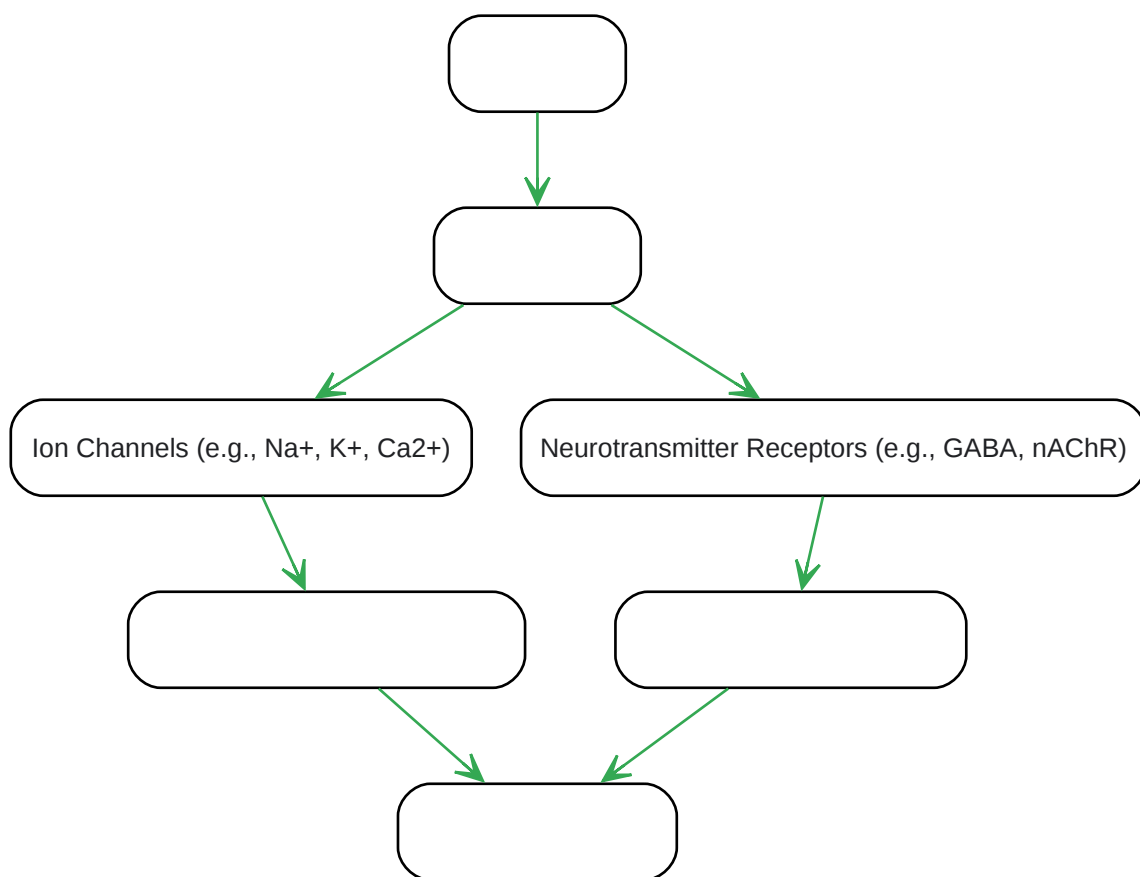 Ion Channels (e.g., Na+, K+, Ca2+)
Neurotransmitter Receptors (e.g., GABA, nAChR)